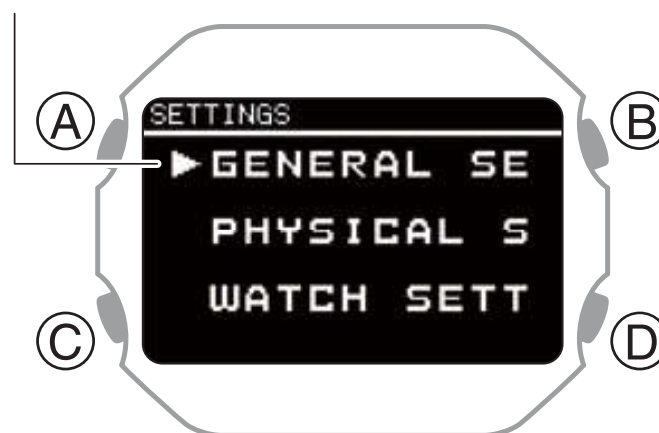 A
B
SETTINGS
▶GENERAL SE
PHYSICAL S
WATCH SETT
C
D